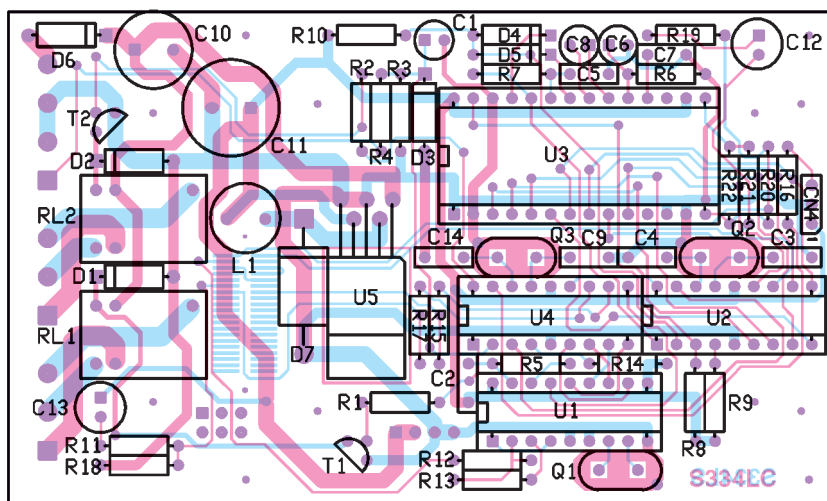 D6
C10
R10
C1
D4
D5
R7
C8
C6
C5
R19
C7
R6
C12
T2
C11
R2
R3
R4
D3
U3
D2
RL2
L1
R22
R21
R20
R16
CN4
C14
Q3
C9
C4
Q2
C3
D1
RL1
U5
D7
R17
R15
U4
U2
C2
R5
R14
C13
R1
U1
R9
R8
R11
R18
T1
R12
R13
Q1
S334LC